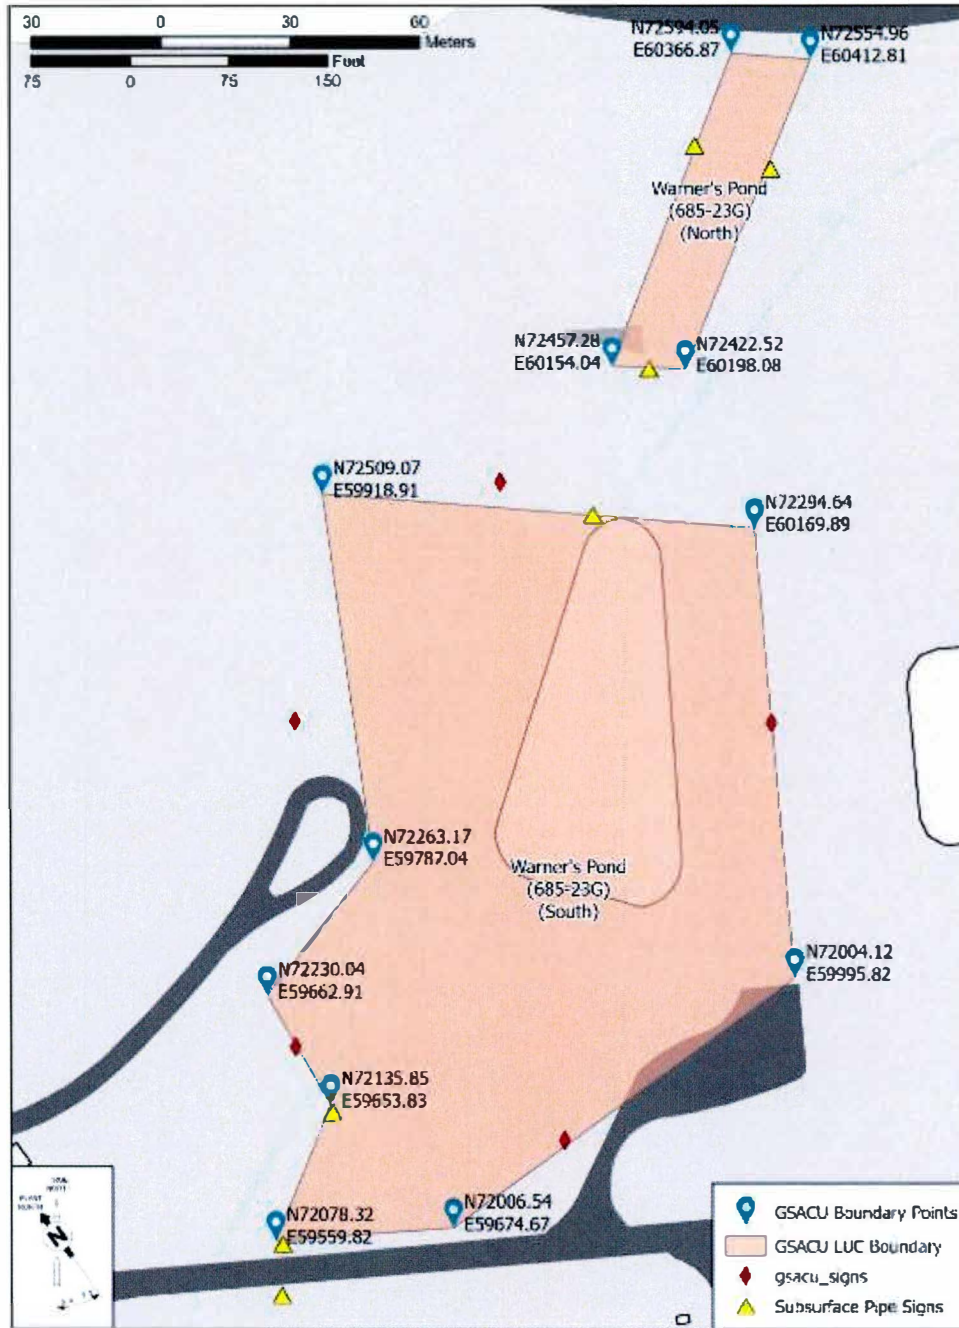 30 0 30 60
Meters
Feet
75 0 75 150
N72594.05
E60366.87
N72554.96
E60412.81
Warner's Pond
(685-23G)
(North)
N72457.28
E60154.04
N72422.52
E60198.08
N72509.07
E59918.91
N72294.64
E60169.89
N72263.17
E59787.04
Warner's Pond
(685-23G)
(South)
N72230.04
E59662.91
N72004.12
E59995.82
N72135.85
E59653.83
N72078.32
E59559.82
N72006.54
E59674.67
N
GSACU Boundary Points
GSACU LUC Boundary
gsacu_signs
Subsurface Pipe Signs